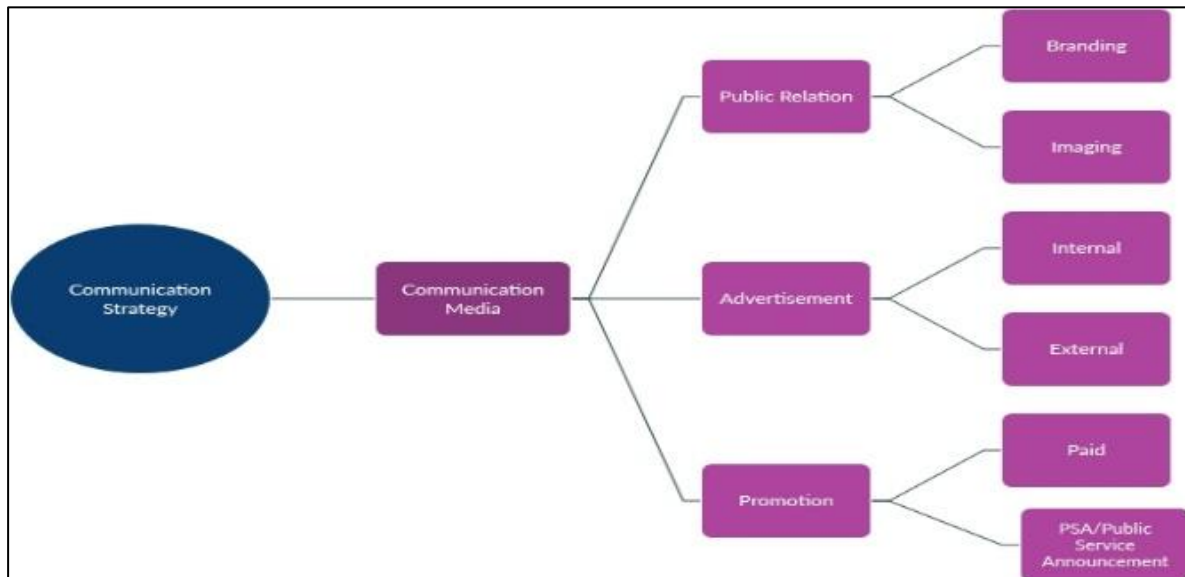 Communication
Strategy
Communication
Media
Public Relation
Branding
Imaging
Advertisement
Internal
External
Promotion
Paid
PSA/Public
Service
Announcement